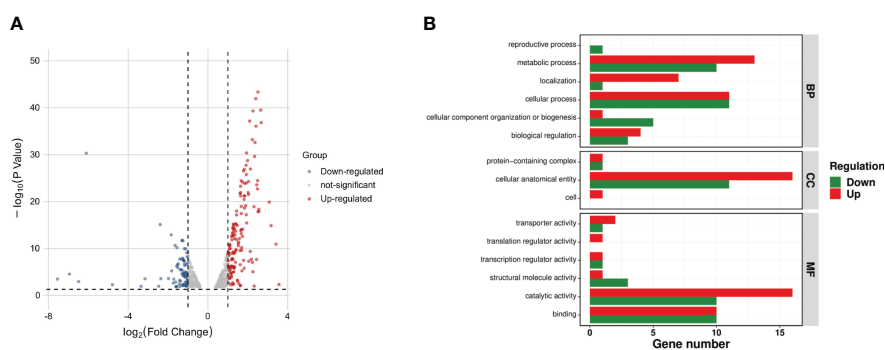 A
50
40
30
20
10
0
-8
-4
0
4
− log10(P Value)
log2(Fold Change)
Group
Down-regulated
not-significant
Up-regulated
B
reproductive process
metabolic process
localization
cellular process
cellular component organization or biogenesis
biological regulation
BP
protein−containing complex
cellular anatomical entity
cell
CC
transporter activity
translation regulator activity
transcription regulator activity
structural molecule activity
catalytic activity
binding
MF
0
5
10
15
Gene number
Regulation
Down
Up